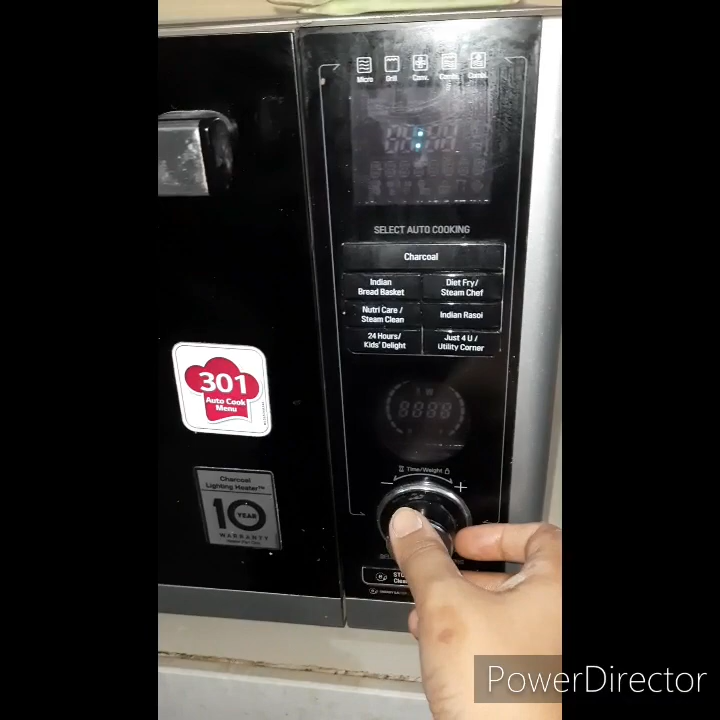 Micro Grill Conv. Combi. Combi.
SELECT AUTO COOKING
Charcoal
Indian
Bread Basket
Diet Fry/
Steam Chef
Nutri Care /
Steam Clean
Indian Rasoi
24 Hours/
Kids' Delight
Just 4 U /
Utility Corner
301
Auto Cook
Menu
Charcoal
Lighting Heater™
10 YEAR
WARRANTY
Time/Weight
− +
PowerDirector